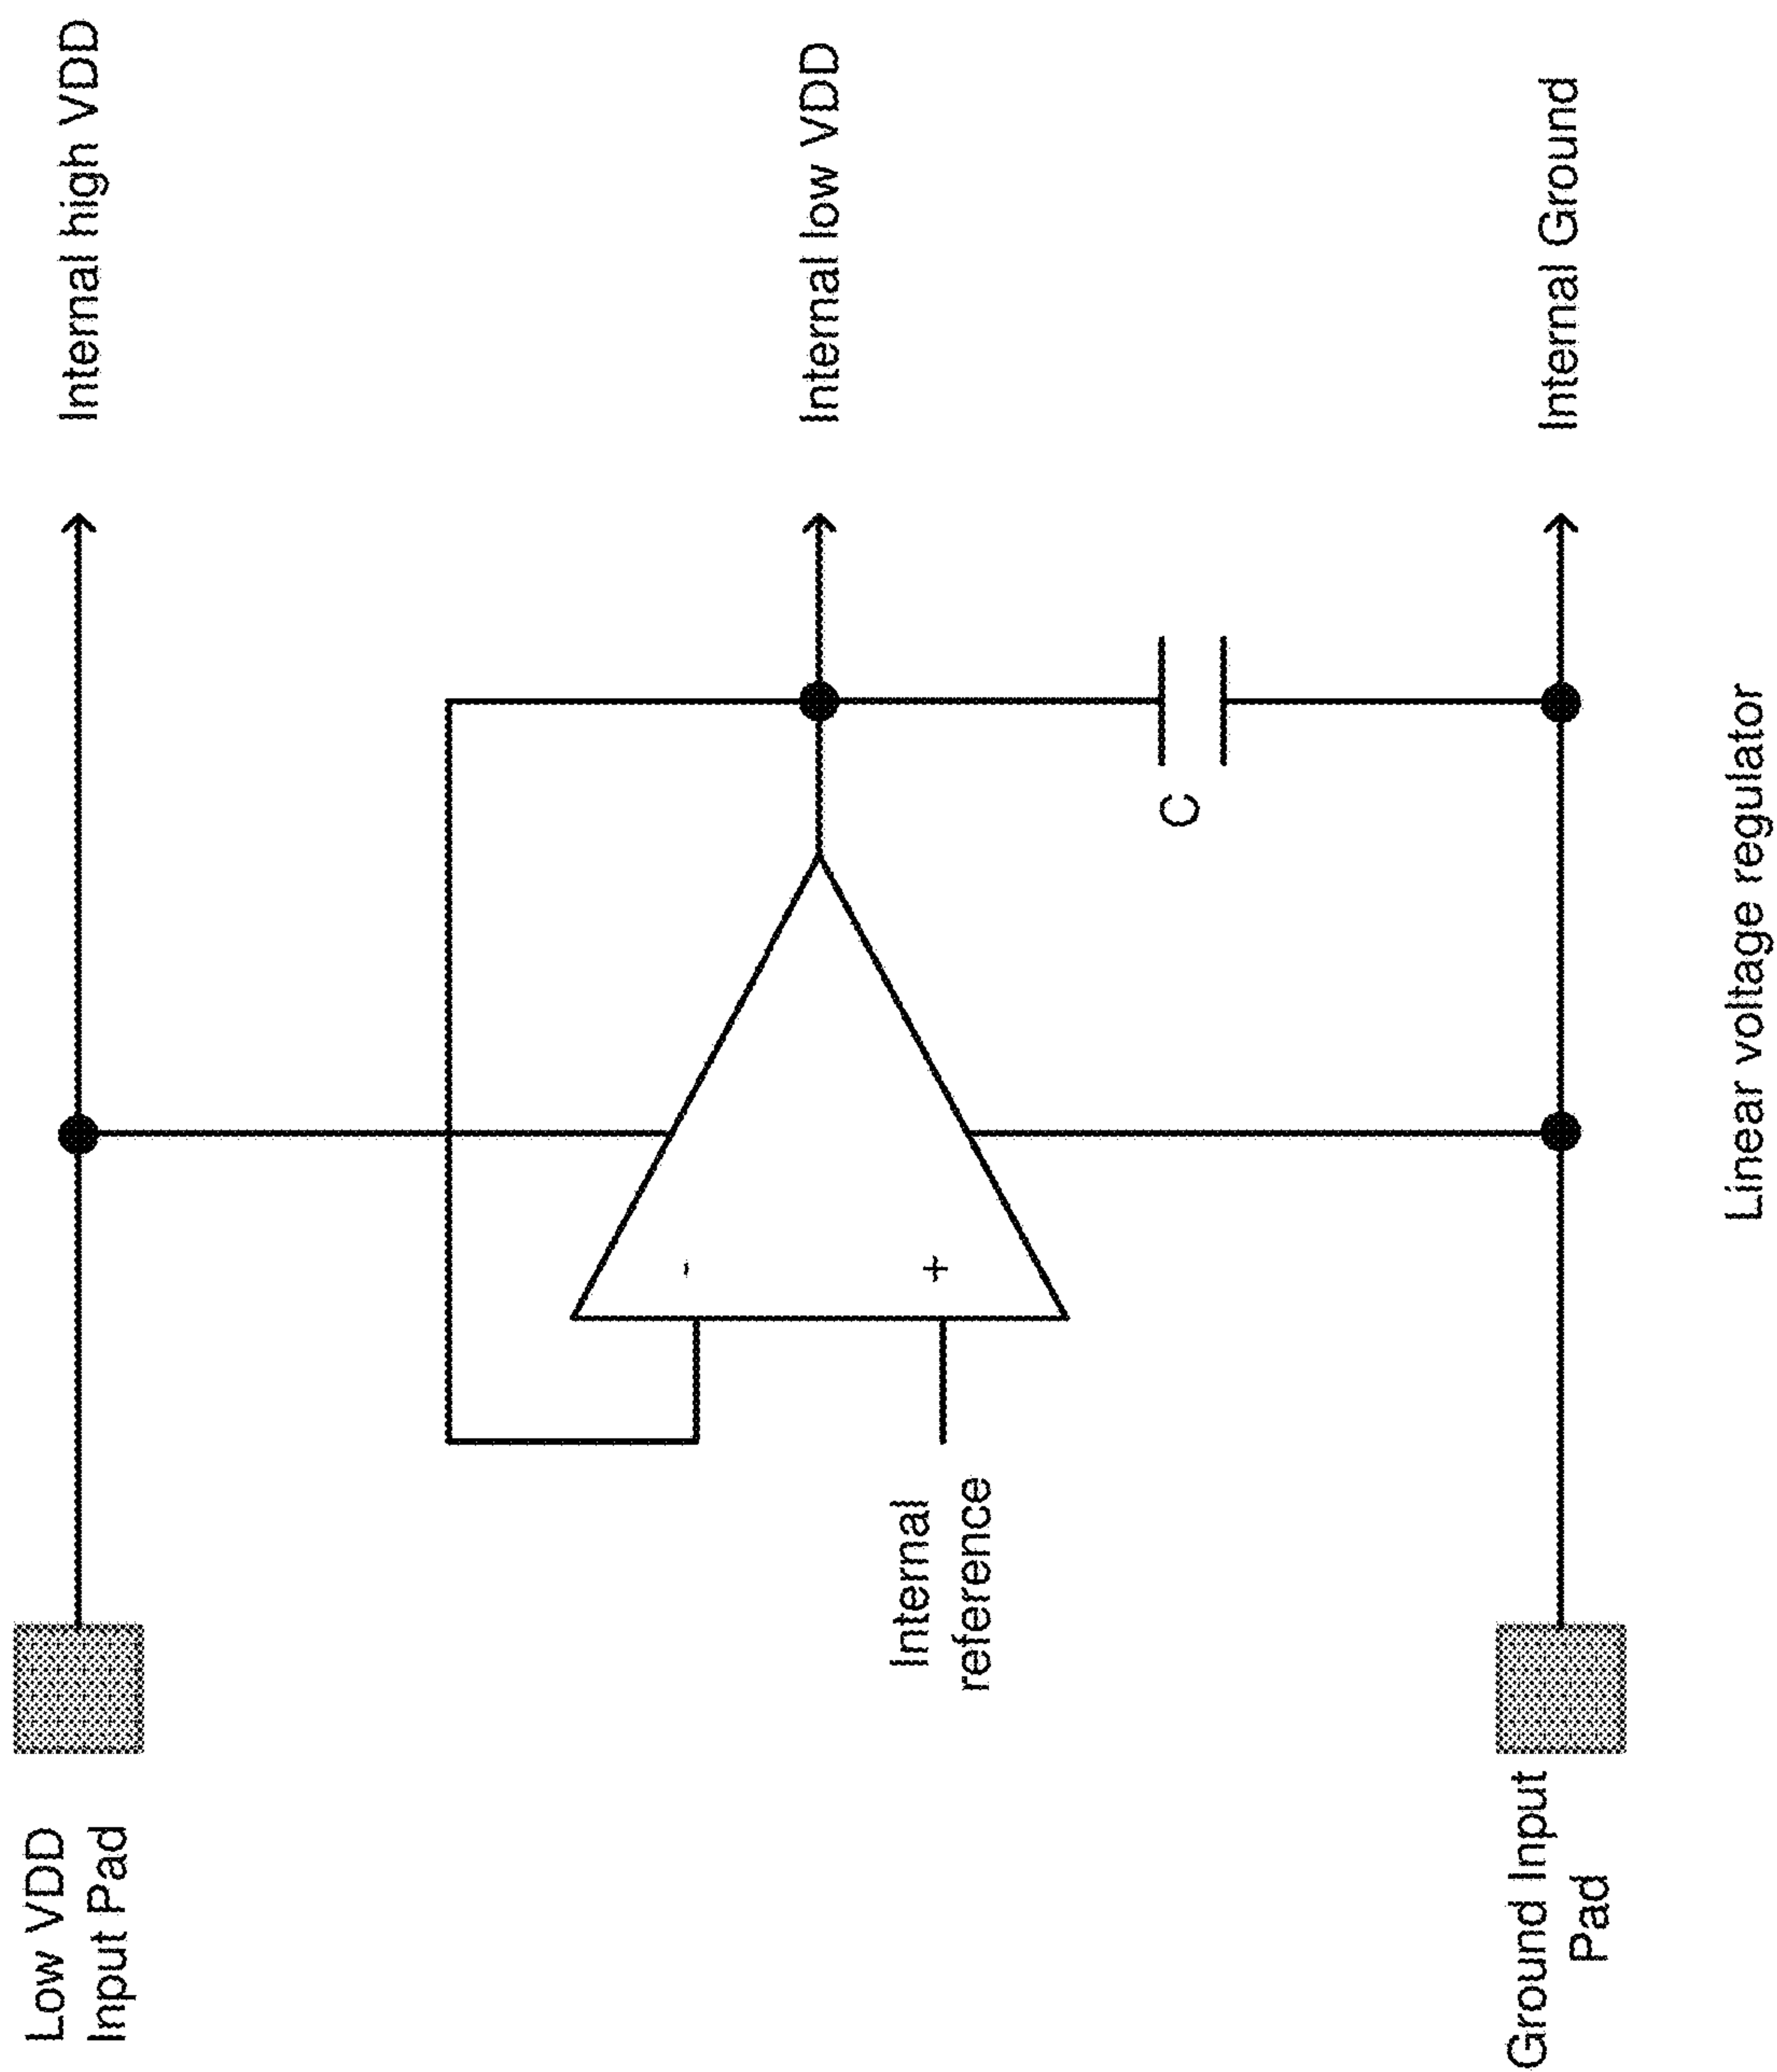 Low VDD
Input Pad
Internal high VDD
-
+
Internal
reference
Internal low VDD
C
Ground Input
Pad
Internal Ground
Linear voltage regulator